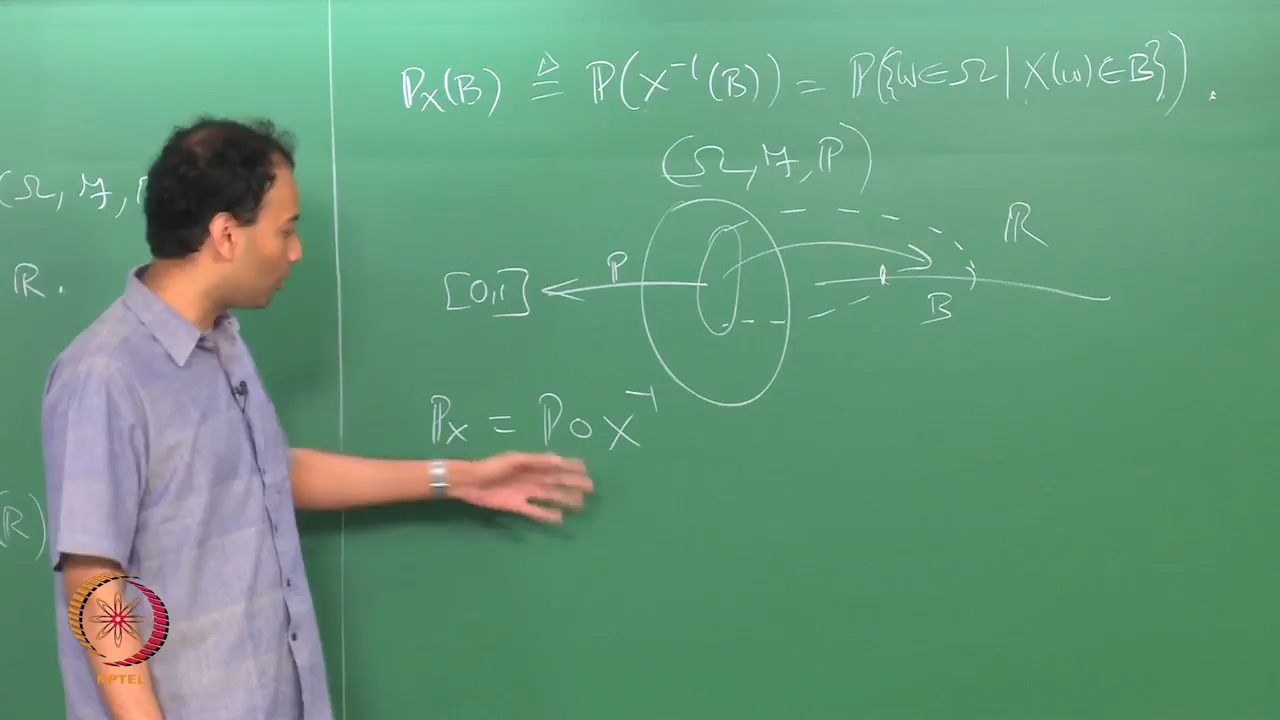 ℙ_X(B) ≜ ℙ(X⁻¹(B)) = ℙ({ω∈Ω | X(ω)∈B}).
(Ω, ℱ, ℙ)
(Ω, ℱ, ℙ
ℝ
ℝ.
[0,1]
ℙ
B
ℙ_X = ℙ∘X⁻¹
ℝ)
NPTEL